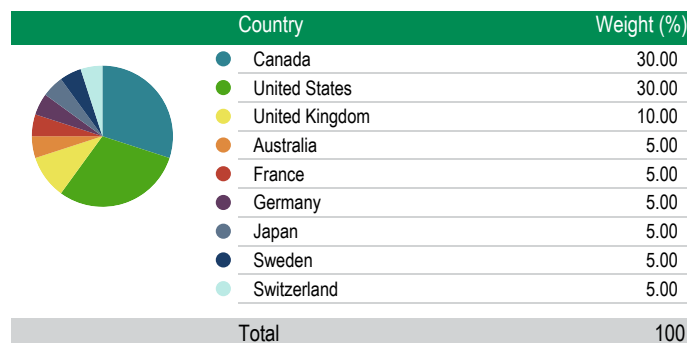 Country Weight (%)
Canada 30.00
United States 30.00
United Kingdom 10.00
Australia 5.00
France 5.00
Germany 5.00
Japan 5.00
Sweden 5.00
Switzerland 5.00
Total 100